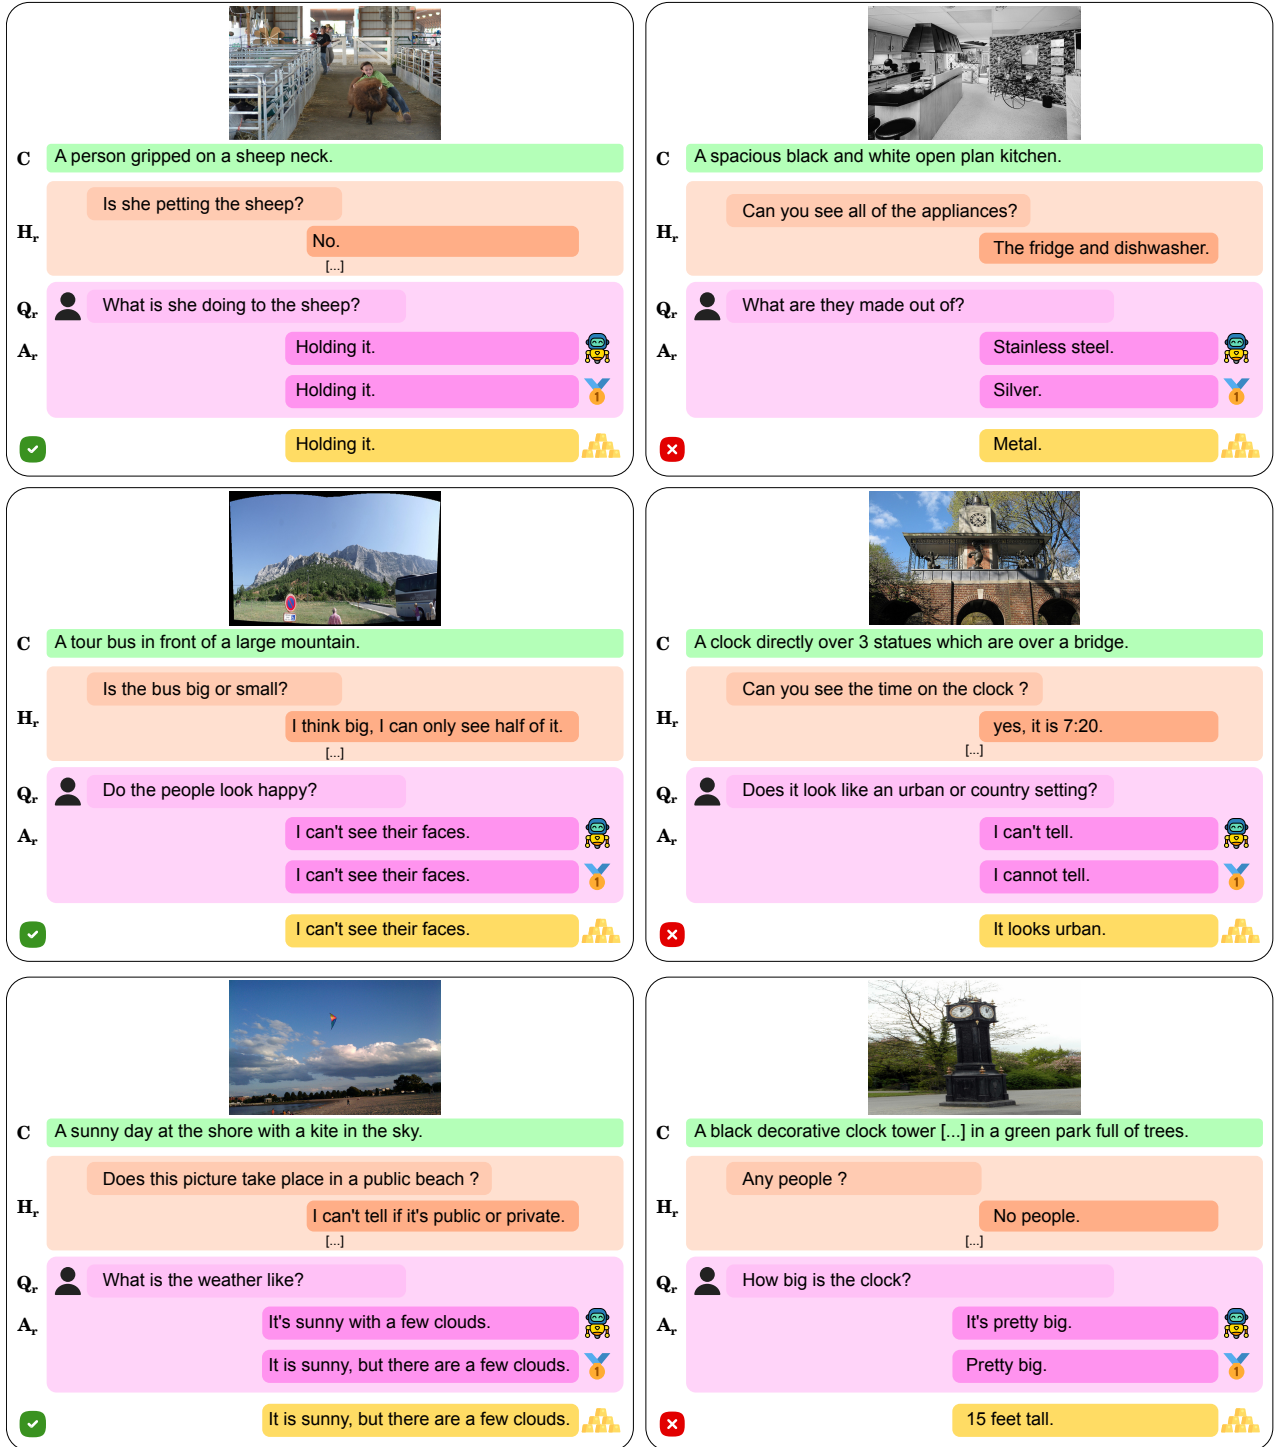 C A person gripped on a sheep neck.
Hr Is she petting the sheep?
No.
[...]
Qr What is she doing to the sheep?
Ar Holding it.
Holding it.
1
Holding it.
C A spacious black and white open plan kitchen.
Hr Can you see all of the appliances?
The fridge and dishwasher.
Qr What are they made out of?
Ar Stainless steel.
Silver.
1
Metal.
C A tour bus in front of a large mountain.
Hr Is the bus big or small?
I think big, I can only see half of it.
[...]
Qr Do the people look happy?
Ar I can't see their faces.
I can't see their faces.
1
I can't see their faces.
C A clock directly over 3 statues which are over a bridge.
Hr Can you see the time on the clock ?
yes, it is 7:20.
[...]
Qr Does it look like an urban or country setting?
Ar I can't tell.
I cannot tell.
1
It looks urban.
C A sunny day at the shore with a kite in the sky.
Hr Does this picture take place in a public beach ?
I can't tell if it's public or private.
[...]
Qr What is the weather like?
Ar It's sunny with a few clouds.
It is sunny, but there are a few clouds.
1
It is sunny, but there are a few clouds.
C A black decorative clock tower [...] in a green park full of trees.
Hr Any people ?
No people.
[...]
Qr How big is the clock?
Ar It's pretty big.
Pretty big.
1
15 feet tall.